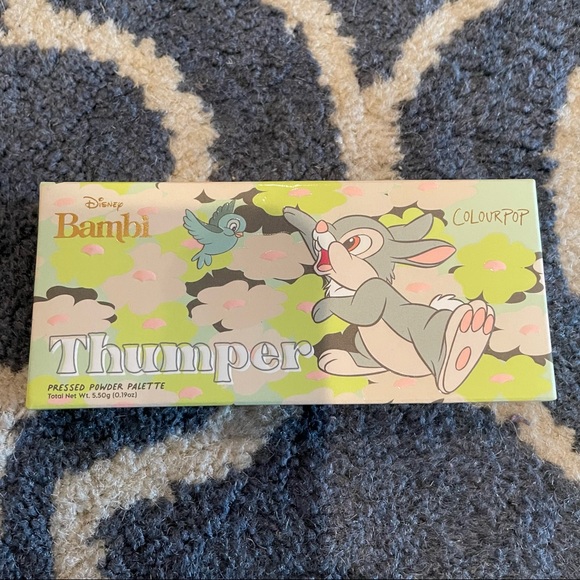 Disney
Bambi
COLOURPOP
Thumper
PRESSED POWDER PALETTE
Total Net Wt. 5.50g (0.19oz)